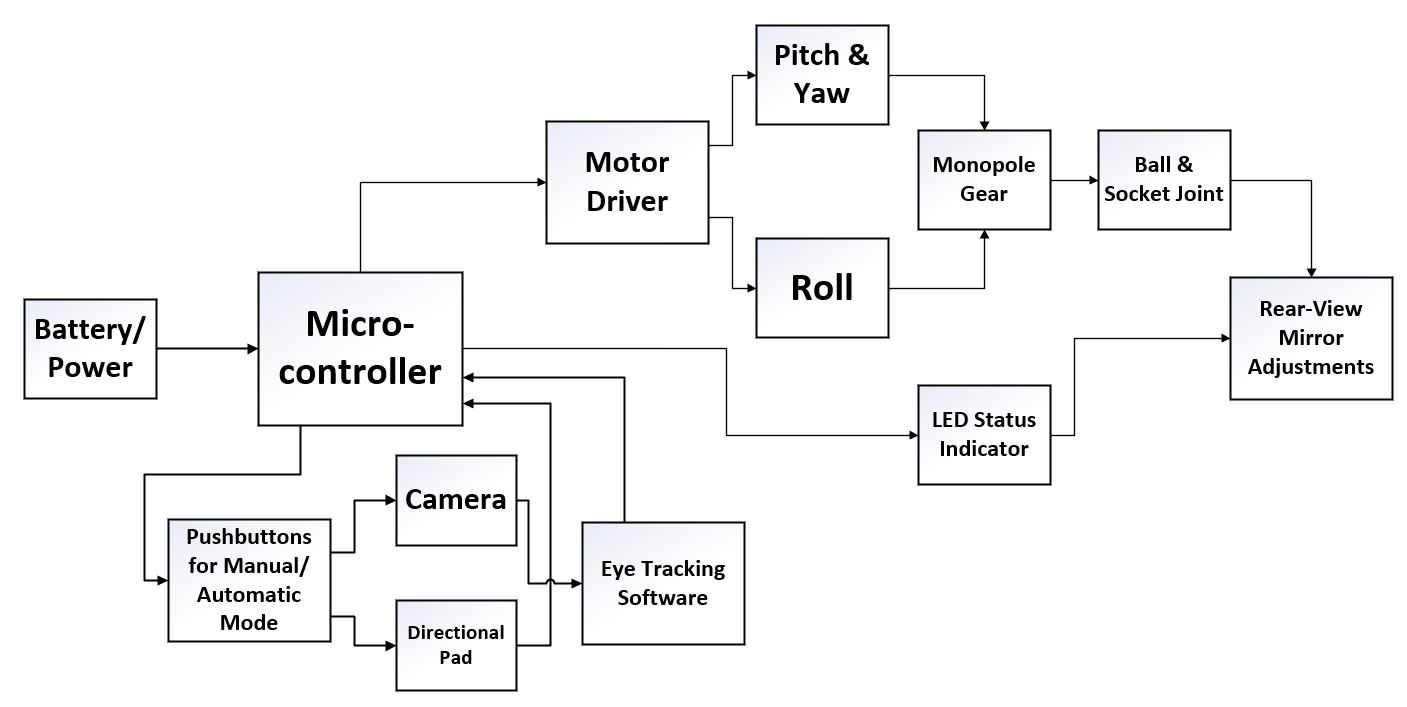 Pitch &
Yaw
Motor
Driver
Monopole
Gear
Ball &
Socket Joint
Roll
Battery/
Power
Micro-
controller
Rear-View
Mirror
Adjustments
LED Status
Indicator
Camera
Pushbuttons
for Manual/
Automatic
Mode
Eye Tracking
Software
Directional
Pad